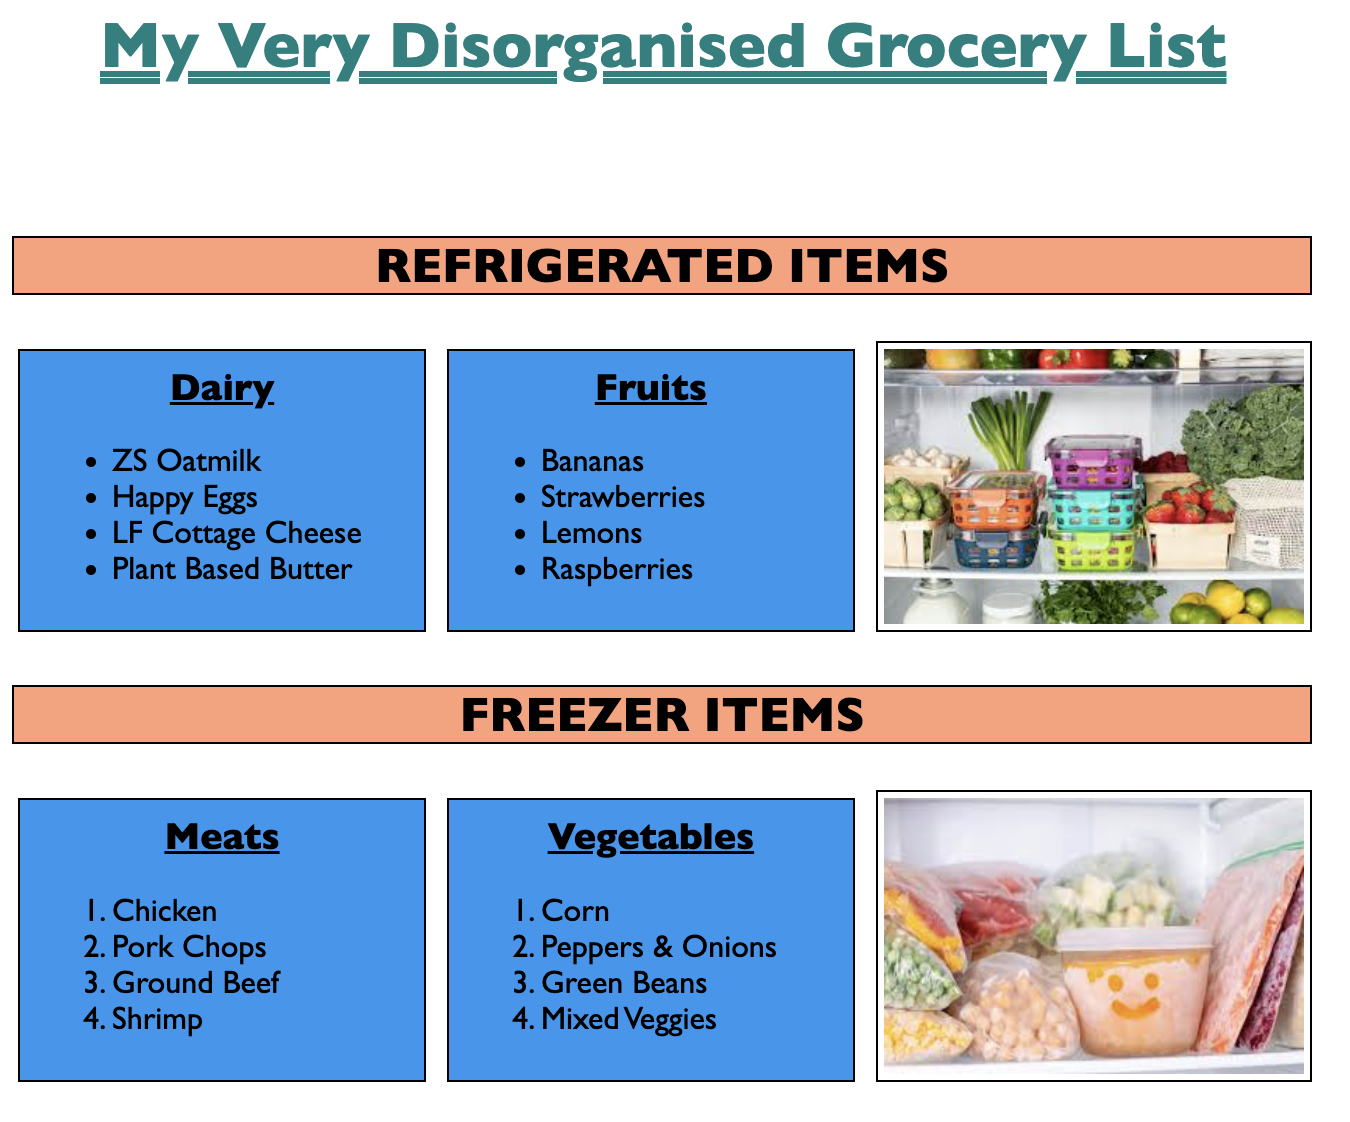 My Very Disorganised Grocery List
REFRIGERATED ITEMS
Dairy
• ZS Oatmilk
• Happy Eggs
• LF Cottage Cheese
• Plant Based Butter
Fruits
• Bananas
• Strawberries
• Lemons
• Raspberries
FREEZER ITEMS
Meats
1. Chicken
2. Pork Chops
3. Ground Beef
4. Shrimp
Vegetables
1. Corn
2. Peppers & Onions
3. Green Beans
4. Mixed Veggies